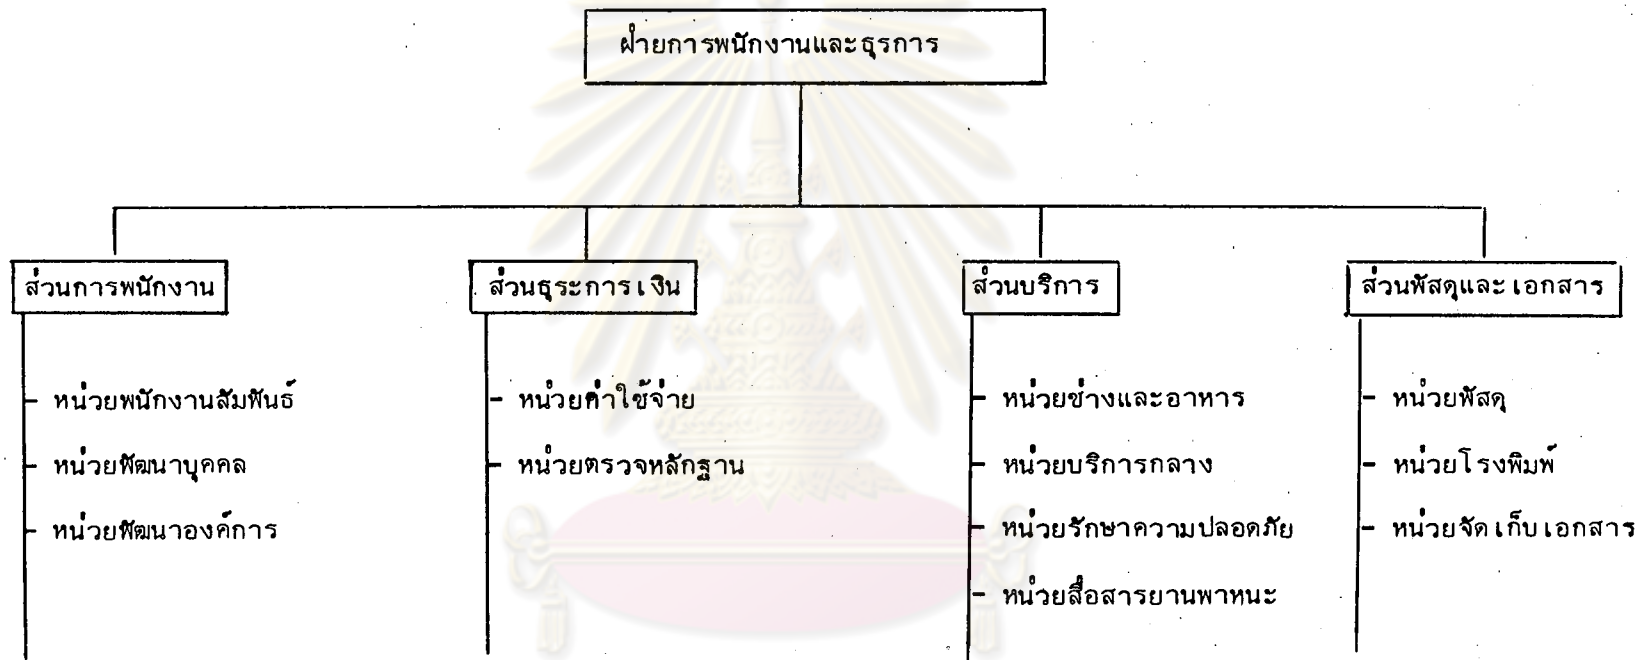 ฝ่ายการพนักงานและธุรการ
ส่วนการพนักงาน
- หน่วยพนักงานสัมพันธ์
- หน่วยพัฒนาบุคคล
- หน่วยพัฒนาองค์การ
ส่วนธุระการเงิน
- หน่วยค่าใช้จ่าย
- หน่วยตรวจหลักฐาน
ส่วนบริการ
- หน่วยช่างและอาหาร
- หน่วยบริการกลาง
- หน่วยรักษาความปลอดภัย
- หน่วยสื่อสารยานพาหนะ
ส่วนพัสดุและเอกสาร
- หน่วยพัสดุ
- หน่วยโรงพิมพ์
- หน่วยจัดเก็บเอกสาร